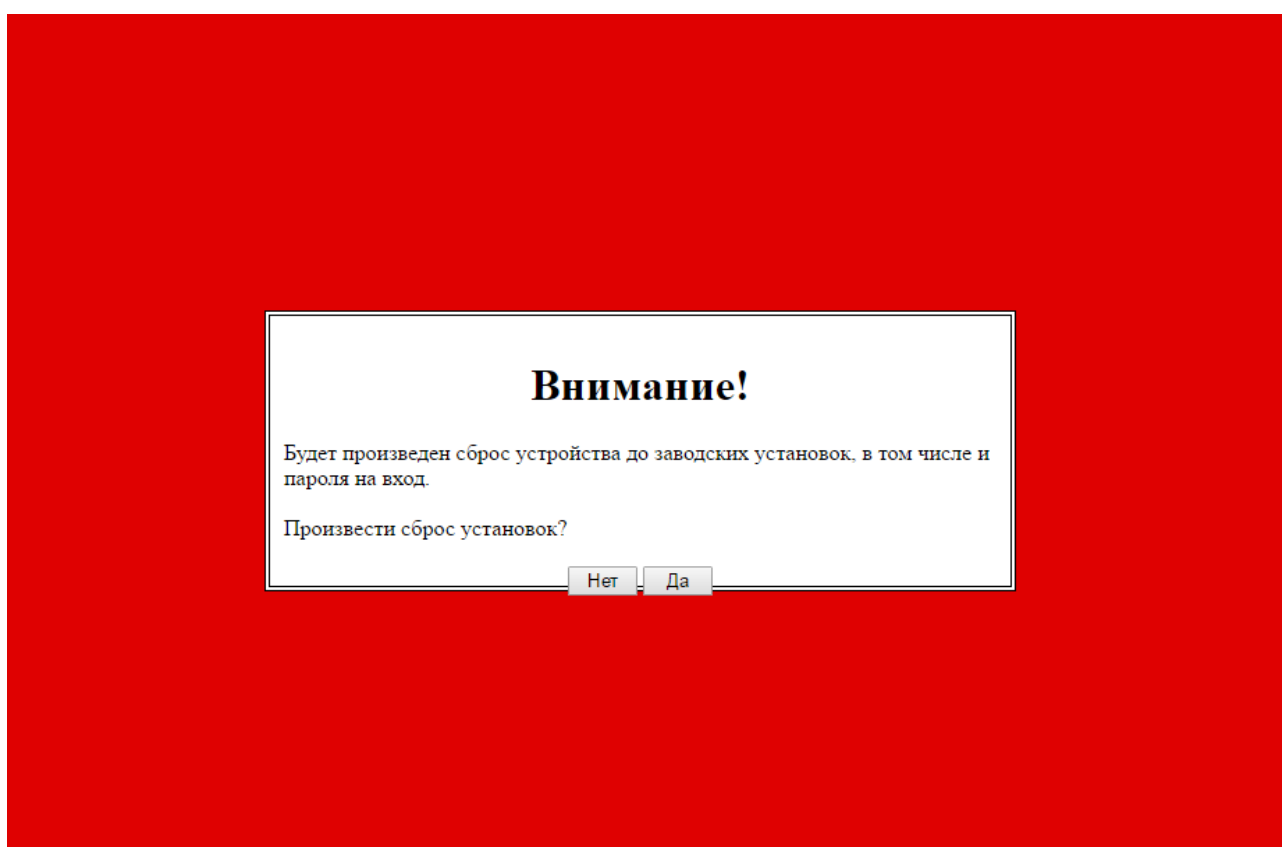 Внимание!
Будет произведен сброс устройства до заводских установок, в том числе и
пароля на вход.
Произвести сброс установок?
Нет Да